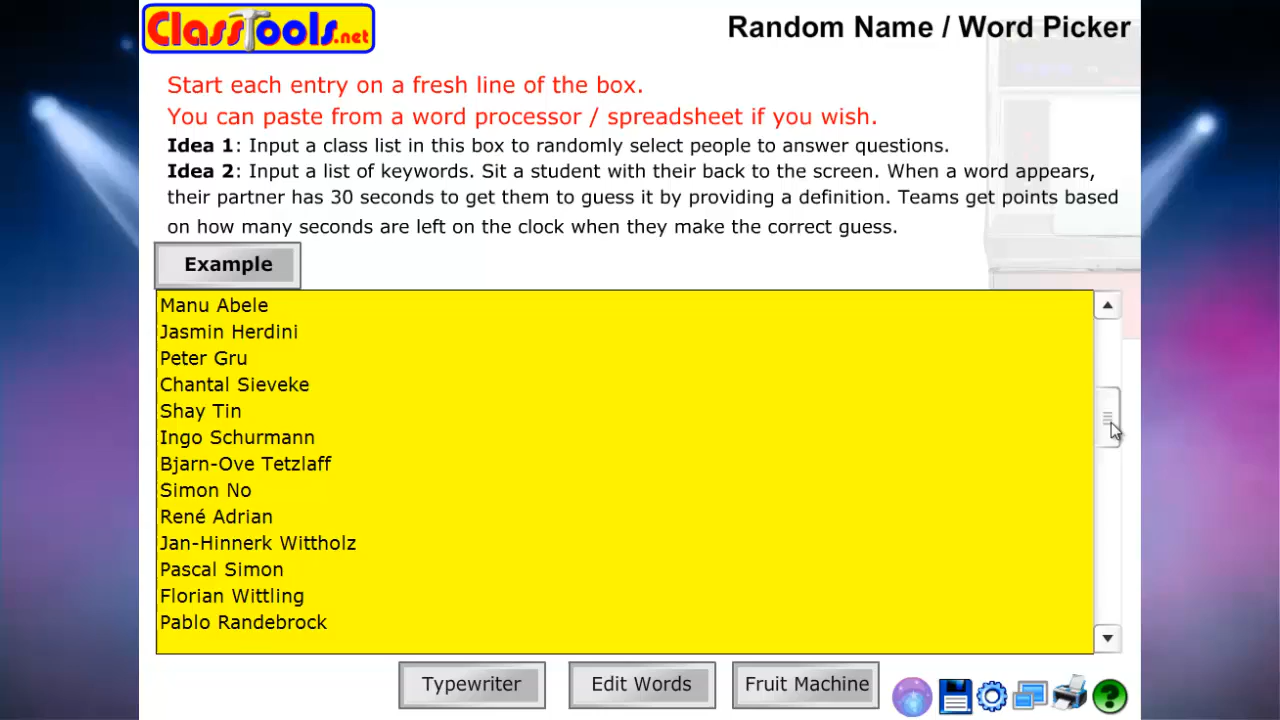 ClassTools.net
Random Name / Word Picker
Start each entry on a fresh line of the box.
You can paste from a word processor / spreadsheet if you wish.
Idea 1: Input a class list in this box to randomly select people to answer questions.
Idea 2: Input a list of keywords. Sit a student with their back to the screen. When a word appears,
their partner has 30 seconds to get them to guess it by providing a definition. Teams get points based
on how many seconds are left on the clock when they make the correct guess.
Example
Manu Abele
Jasmin Herdini
Peter Gru
Chantal Sieveke
Shay Tin
Ingo Schurmann
Bjarn-Ove Tetzlaff
Simon No
René Adrian
Jan-Hinnerk Wittholz
Pascal Simon
Florian Wittling
Pablo Randebrock
Typewriter
Edit Words
Fruit Machine
?